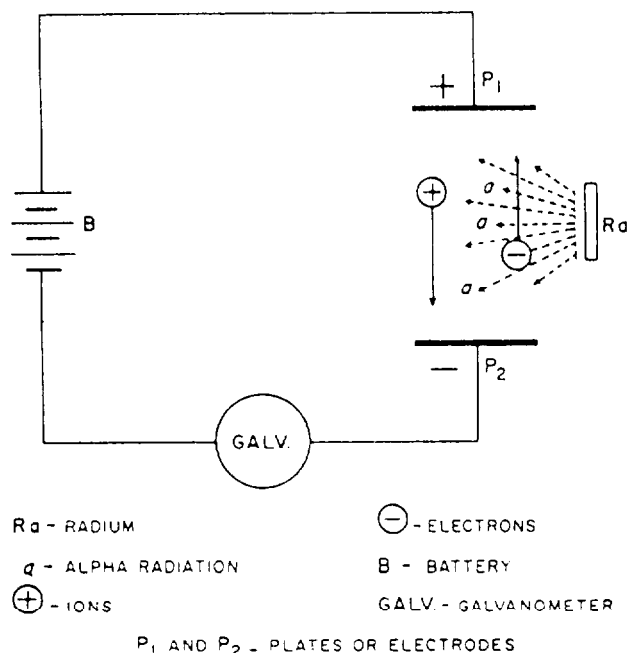 + P1
B
+ α α α Ra
−
− P2
GALV.
Ra - RADIUM
⊖ - ELECTRONS
α - ALPHA RADIATION
B - BATTERY
⊕ - IONS
GALV. - GALVANOMETER
P1 AND P2 - PLATES OR ELECTRODES